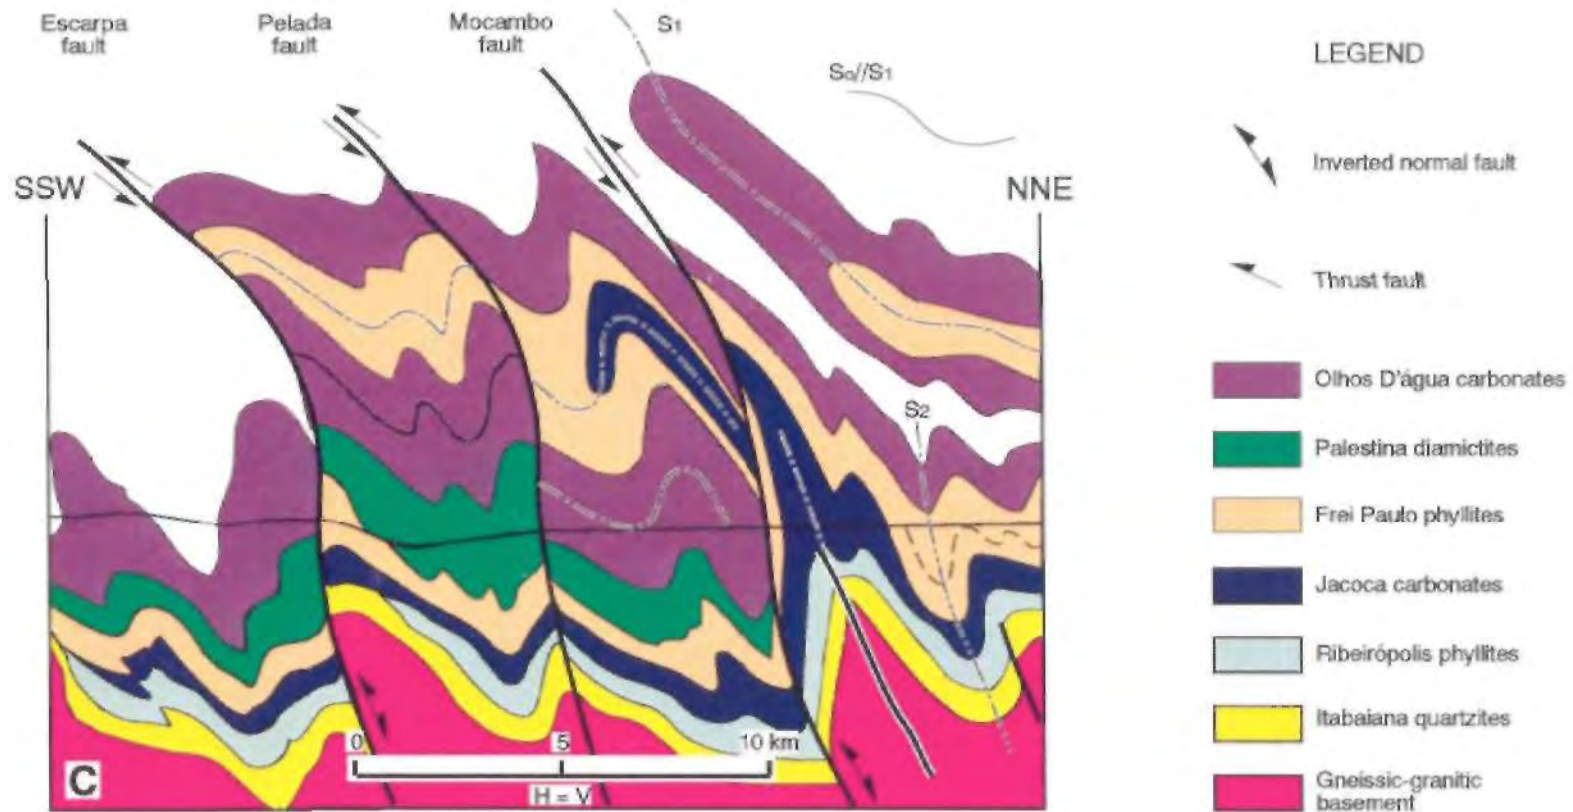 Escarpa
fault
Pelada
fault
Mocambo
fault
S1
So//S1
SSW
NNE
S2
0
5
10 km
H = V
C
LEGEND
Inverted normal fault
Thrust fault
Olhos D'água carbonates
Palestina diamictites
Frei Paulo phyllites
Jacoca carbonates
Ribeirópolis phyllites
Itabaiana quartzites
Gneissic-granitic
basement